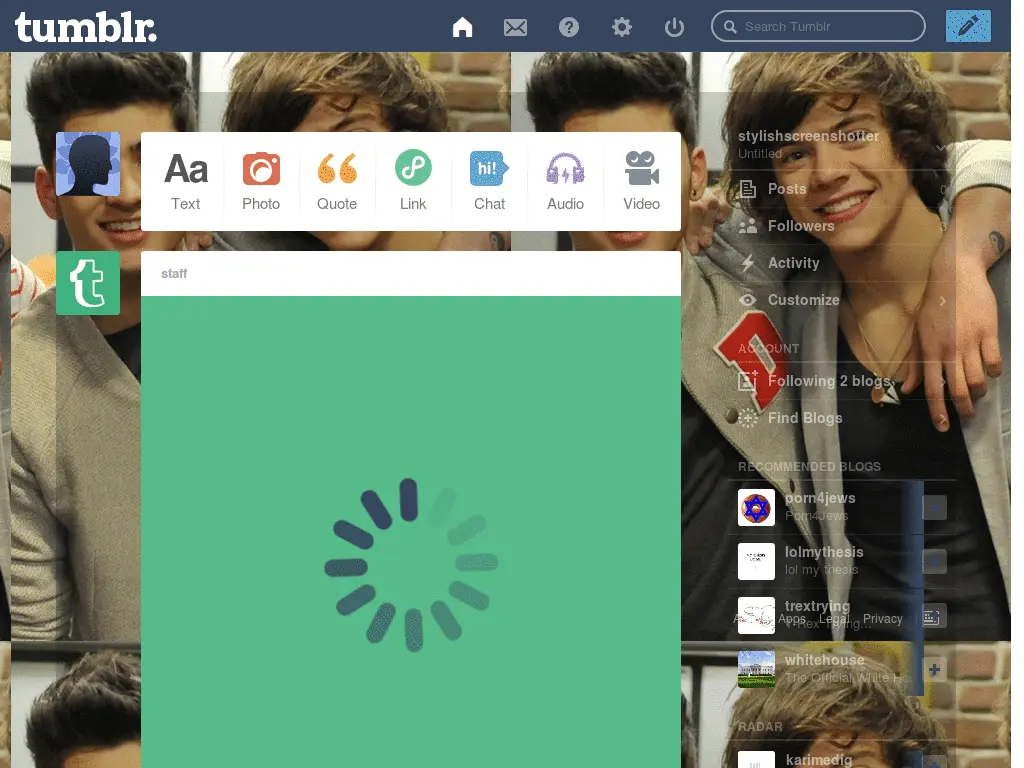 tumblr.
Search Tumblr
stylishscreenshotter
Untitled
Aa
hi!
Text
Photo
Quote
Link
Chat
Audio
Video
Posts
0
Followers
Activity
Customize
staff
ACCOUNT
Following 2 blogs
Find Blogs
RECOMMENDED BLOGS
porn4jews
Porn4Jews
lolmythesis
lol my thesis
trextrying
T-Rex Trying...
Apps Legal Privacy
whitehouse
The Official White Ho
RADAR
karimedig